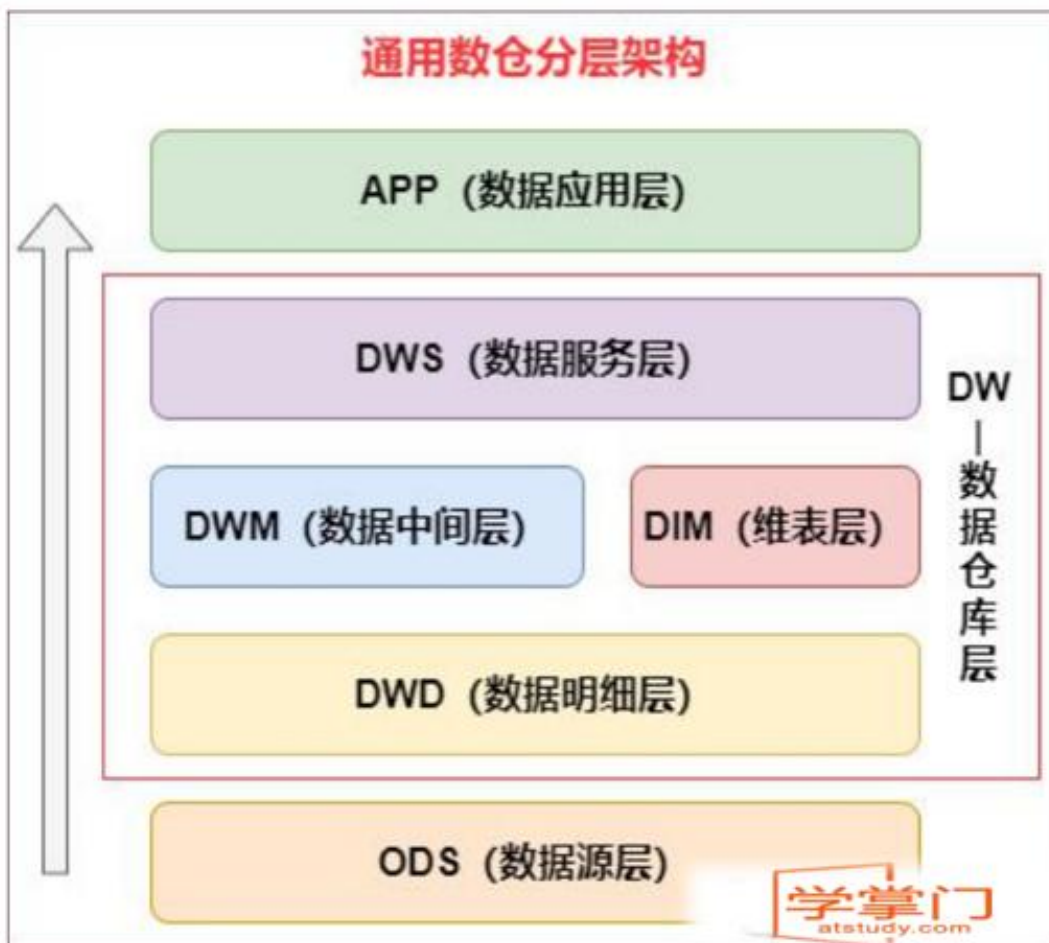 通用数仓分层架构
APP（数据应用层）
DWS（数据服务层）
DWM（数据中间层）
DIM（维表层）
DW—数据仓库层
DWD（数据明细层）
ODS（数据源层）
学掌门
atstudy.com